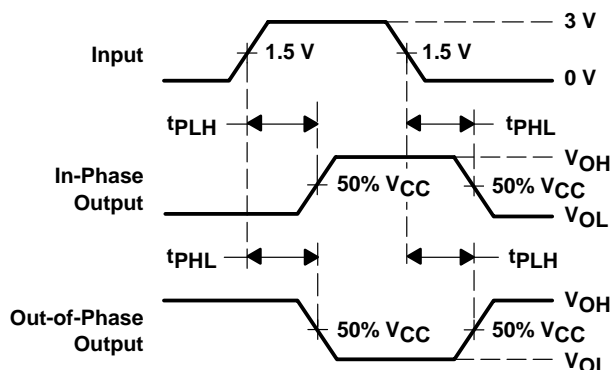 3 V
Input
1.5 V
1.5 V
0 V
tPLH
tPHL
VOH
In-Phase
Output
50% VCC
50% VCC
VOL
tPHL
tPLH
VOH
Out-of-Phase
Output
50% VCC
50% VCC
VOL